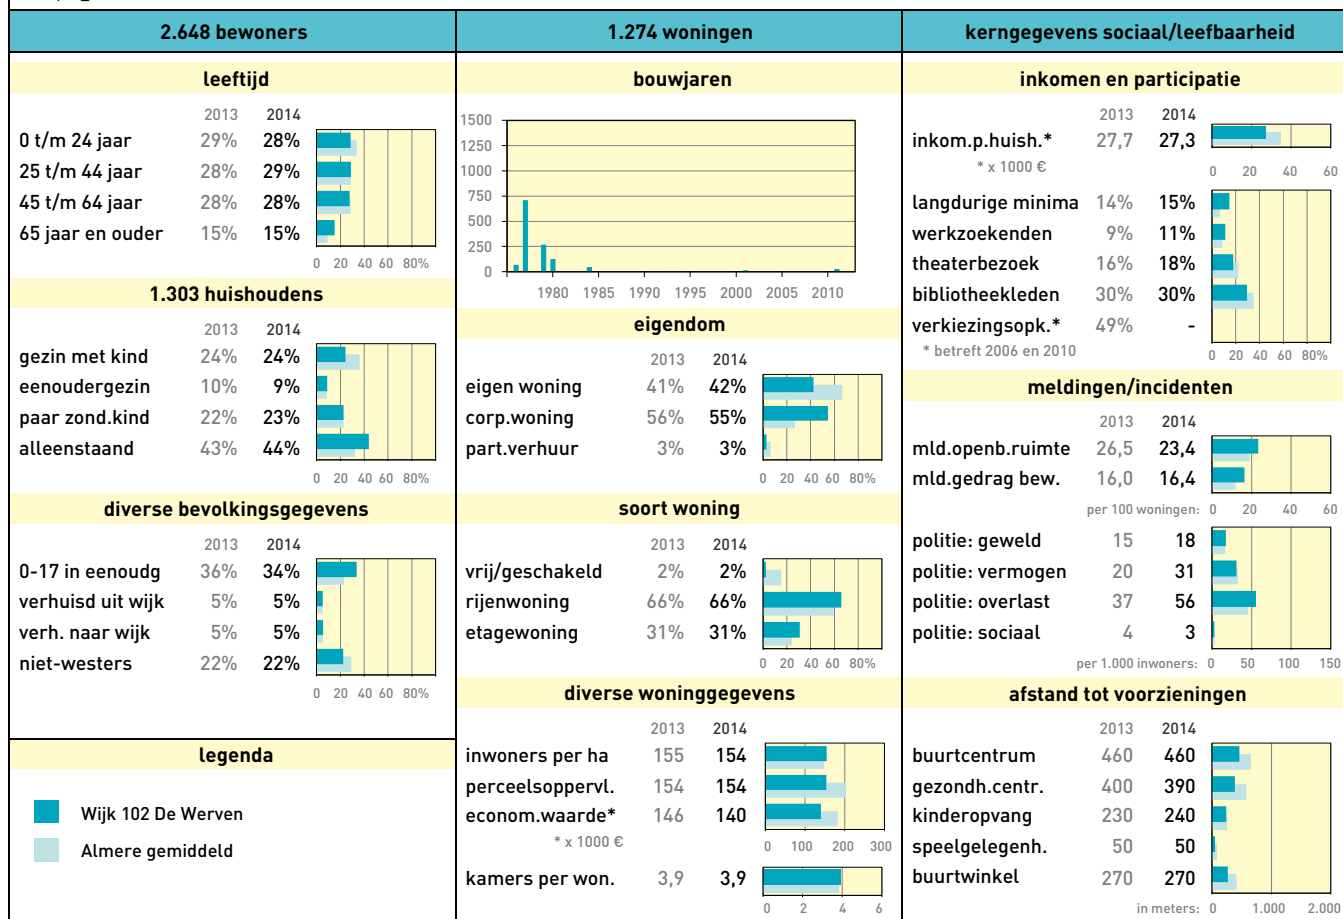 2.648 bewoners
leeftijd
2013 2014
0 t/m 24 jaar 29% 28%
25 t/m 44 jaar 28% 29%
45 t/m 64 jaar 28% 28%
65 jaar en ouder 15% 15%
0 20 40 60 80%
1.303 huishoudens
2013 2014
gezin met kind 24% 24%
eenoudergezin 10% 9%
paar zond.kind 22% 23%
alleenstaand 43% 44%
0 20 40 60 80%
diverse bevolkingsgegevens
2013 2014
0-17 in eenoudg 36% 34%
verhuisd uit wijk 5% 5%
verh. naar wijk 5% 5%
niet-westers 22% 22%
0 20 40 60 80%
legenda
Wijk 102 De Werven
Almere gemiddeld
1.274 woningen
bouwjaren
1500
1250
1000
750
500
250
0
1980 1985 1990 1995 2000 2005 2010
eigendom
2013 2014
eigen woning 41% 42%
corp.woning 56% 55%
part.verhuur 3% 3%
0 20 40 60 80%
soort woning
2013 2014
vrij/geschakeld 2% 2%
rijenwoning 66% 66%
etagewoning 31% 31%
0 20 40 60 80%
diverse woninggegevens
2013 2014
inwoners per ha 155 154
perceelsoppervl. 154 154
econom.waarde* 146 140
* x 1000 €
0 100 200 300
kamers per won. 3,9 3,9
0 2 4 6
kerngegevens sociaal/leefbaarheid
inkomen en participatie
2013 2014
inkom.p.huish.* 27,7 27,3
* x 1000 €
0 20 40 60
langdurige minima 14% 15%
werkzoekenden 9% 11%
theaterbezoek 16% 18%
bibliotheekleden 30% 30%
verkiezingsopk.* 49% -
* betreft 2006 en 2010
0 20 40 60 80%
meldingen/incidenten
2013 2014
mld.openb.ruimte 26,5 23,4
mld.gedrag bew. 16,0 16,4
per 100 woningen: 0 20 40 60
politie: geweld 15 18
politie: vermogen 20 31
politie: overlast 37 56
politie: sociaal 4 3
per 1.000 inwoners: 0 50 100 150
afstand tot voorzieningen
2013 2014
buurtcentrum 460 460
gezondh.centr. 400 390
kinderopvang 230 240
speelgelegenh. 50 50
buurtwinkel 270 270
in meters: 0 1.000 2.000